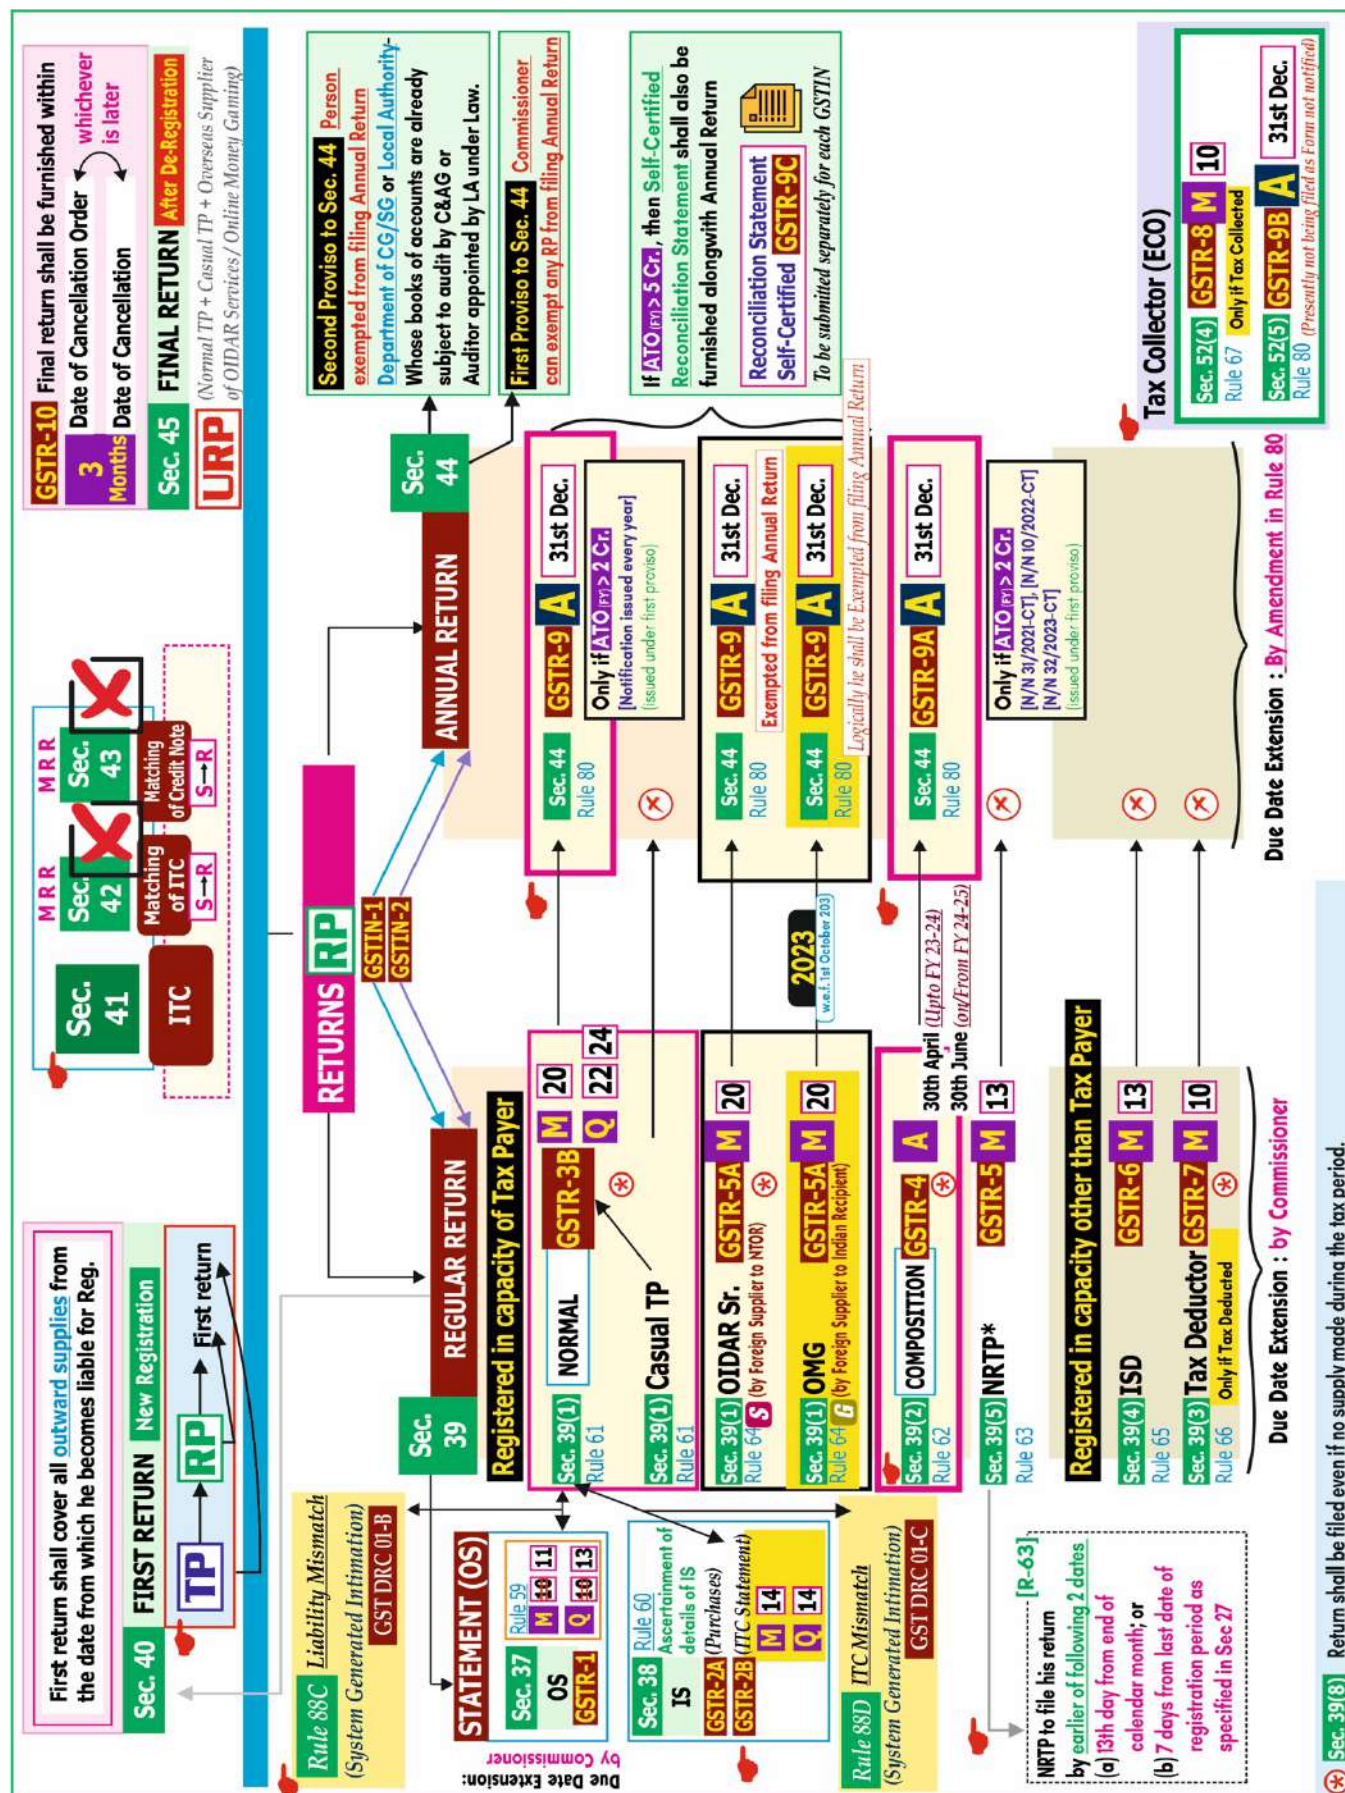 First return shall cover all outward supplies from
the date from which he becomes liable for Reg.
Sec. 40 FIRST RETURN New Registration
TP RP First return
MRR MRR
Sec. 41
Sec. 42
Sec. 43
ITC
Matching of ITC
Matching of Credit Note
S→R S→R
GSTR-10 Final return shall be furnished within
3 Months
Date of Cancellation Order
Date of Cancellation
whichever is later
Sec. 45 FINAL RETURN After De-Registration
URP (Normal TP + Casual TP + Overseas Supplier
of OIDAR Services / Online Money Gaming)
RETURNS RP
GSTIN-1
GSTIN-2
Rule 88C Liability Mismatch
(System Generated Intimation)
GST DRC 01-B
STATEMENT (OS)
Sec. 37
OS
GSTR-1
Rule 59
M 10 11
Q 10 13
Due Date Extension:
by Commissioner
Sec. 38
IS
Rule 60
Ascertainment of
details of IS
GSTR-2A (Purchases)
GSTR-2B (ITC Statement)
M 14
Q 14
Rule 88D ITC Mismatch
(System Generated Intimation)
GST DRC 01-C
NRTP to file his return [R-63]
by earlier of following 2 dates
(a) 13th day from end of
calendar month; or
(b) 7 days from last date of
registration period as
specified in Sec 27
Sec. 39 REGULAR RETURN
Registered in capacity of Tax Payer
Sec. 39(1) NORMAL GSTR-3B M 20
Rule 61 Q 22 24
Sec. 39(1) Casual TP
Rule 61
Sec. 39(1) OIDAR Sr. GSTR-5A M 20
Rule 64 S (by Foreign Supplier to NTOR)
Sec. 39(1) OMG GSTR-5A M 20
Rule 64 G (by Foreign Supplier to Indian Recipient)
2023
w.e.f. 1st October 203
Sec. 39(2) COMPOSITION GSTR-4 A
Rule 62
30th April (Upto FY 23-24)
30th June (on/From FY 24-25)
Sec. 39(5) NRTP* GSTR-5 M 13
Rule 63
Registered in capacity other than Tax Payer
Sec. 39(4) ISD GSTR-6 M 13
Rule 65
Sec. 39(3) Tax Deductor GSTR-7 M 10
Rule 66 Only if Tax Deducted
Due Date Extension : by Commissioner
ANNUAL RETURN Sec. 44
Second Proviso to Sec. 44 Person
exempted from filing Annual Return
Department of CG/SG or Local Authority-
Whose books of accounts are already
subject to audit by C&AG or
Auditor appointed by LA under Law.
First Proviso to Sec. 44 Commissioner
can exempt any RP from filing Annual Return
Sec. 44 GSTR-9 A 31st Dec.
Rule 80
Only if ATO (FY) > 2 Cr.
[Notification issued every year]
(issued under first proviso)
Sec. 44 GSTR-9 A 31st Dec.
Rule 80 Exempted from filing Annual Return
Sec. 44 GSTR-9 A 31st Dec.
Rule 80
Logically he shall be Exempted from filing Annual Return
Sec. 44 GSTR-9A A 31st Dec.
Rule 80
Only if ATO (FY) > 2 Cr.
[N/N 31/2021-CT], [N/N 10/2022-CT]
[N/N 32/2023-CT]
(issued under first proviso)
If ATO (FY) > 5 Cr., then Self-Certified
Reconciliation Statement shall also be
furnished alongwith Annual Return
Reconciliation Statement
Self-Certified GSTR-9C
To be submitted separately for each GSTIN
Due Date Extension : By Amendment in Rule 80
Tax Collector (ECO)
Sec. 52(4) GSTR-8 M 10
Rule 67 Only if Tax Collected
Sec. 52(5) GSTR-9B A 31st Dec.
Rule 80 (Presently not being filed as Form not notified)
Sec. 39(8) Return shall be filed even if no supply made during the tax period.